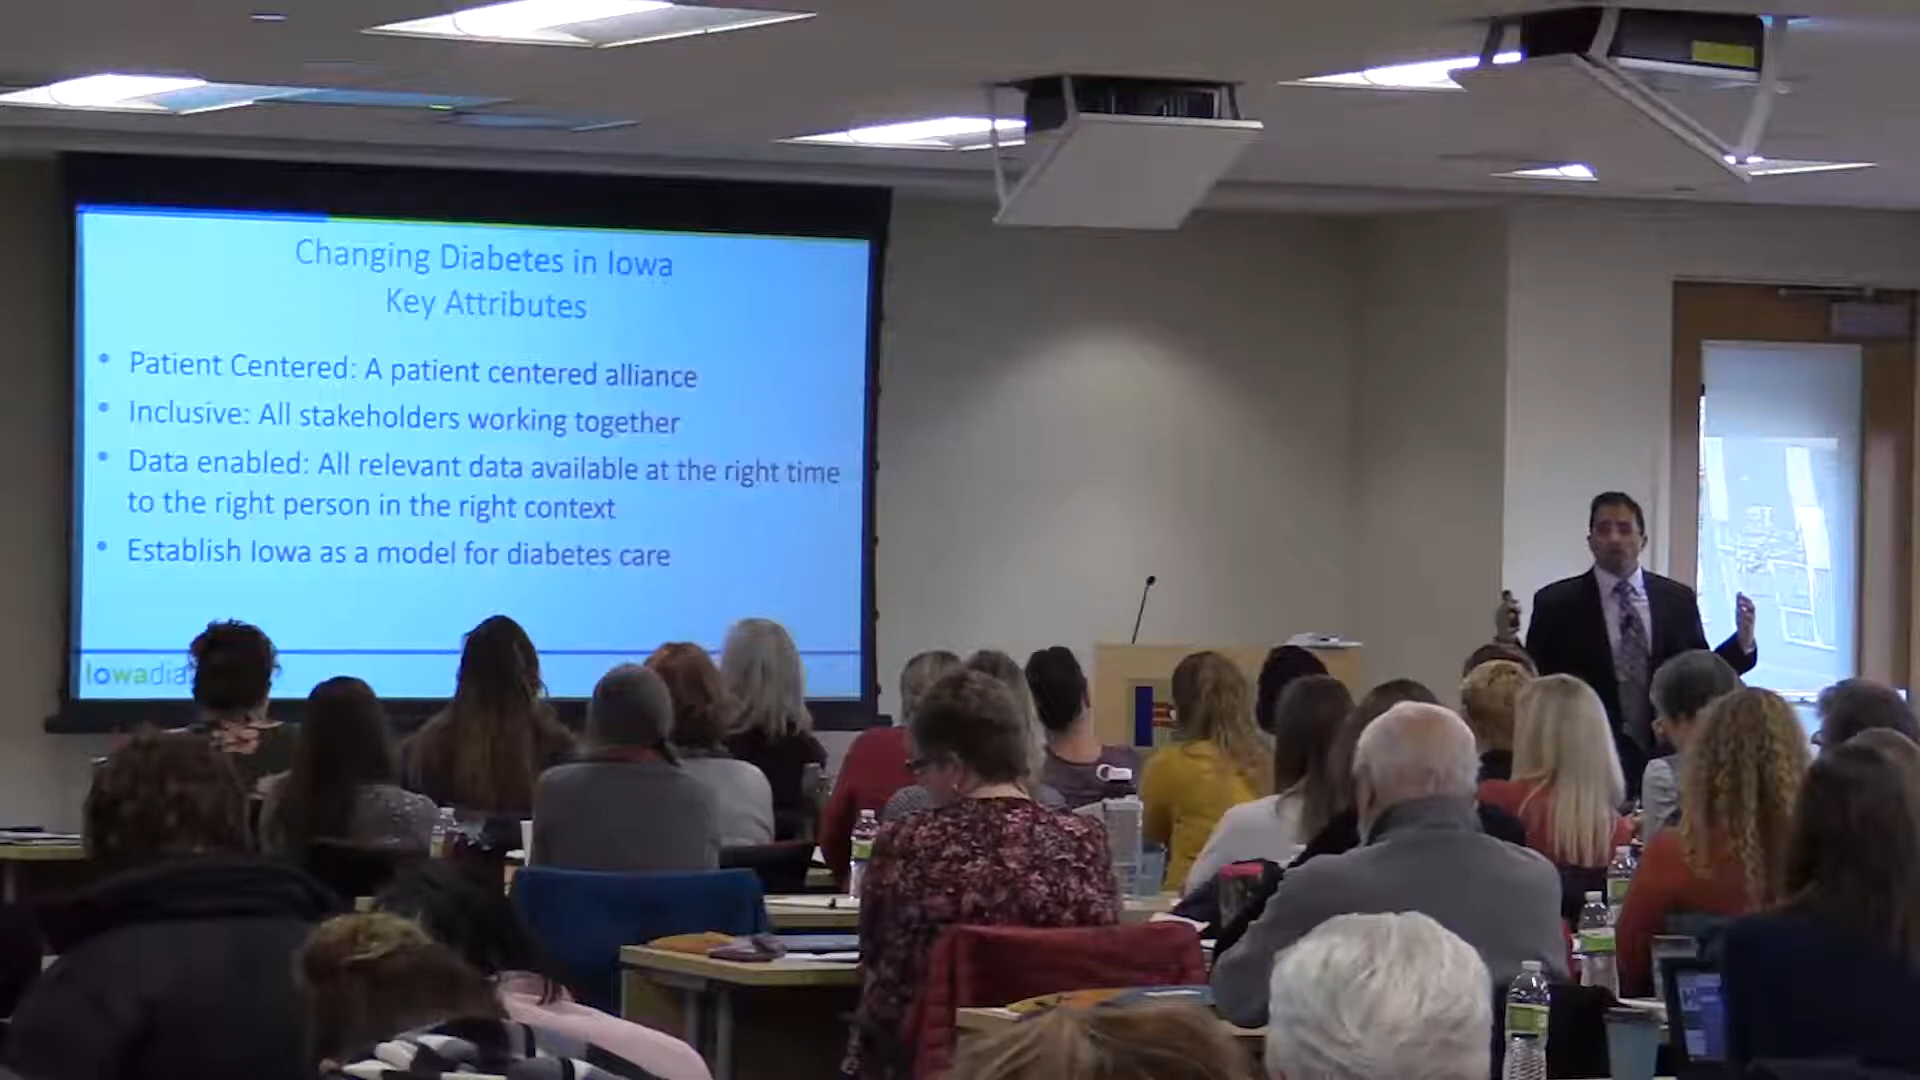 Changing Diabetes in Iowa
Key Attributes
• Patient Centered: A patient centered alliance
• Inclusive: All stakeholders working together
• Data enabled: All relevant data available at the right time
to the right person in the right context
• Establish Iowa as a model for diabetes care
Iowadia